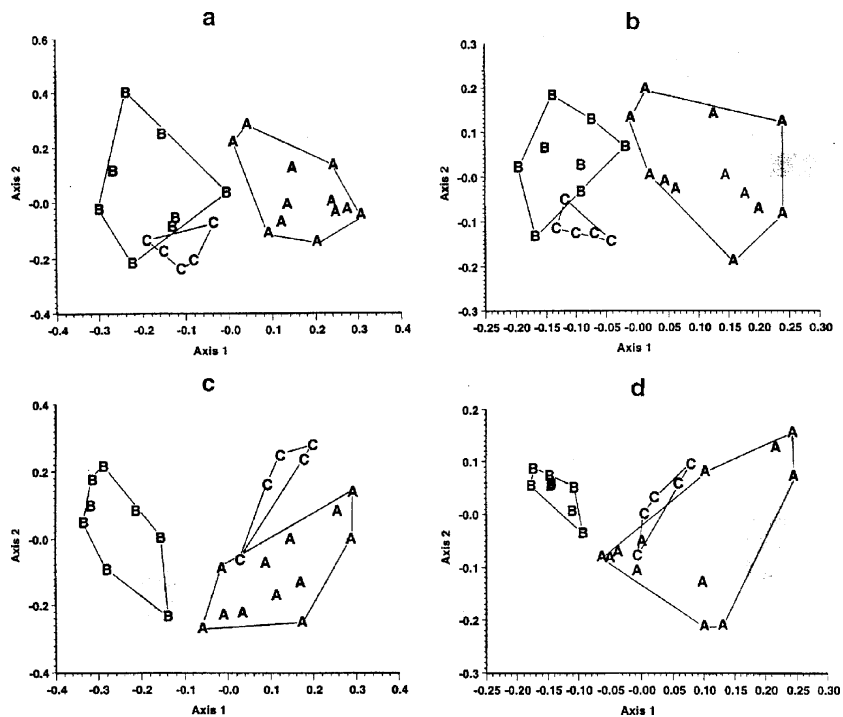 a
0.6
0.4
0.2
-0.0
-0.2
-0.4
Axis 2
-0.4 -0.3 -0.2 -0.1 -0.0 0.1 0.2 0.3 0.4
Axis 1
B B B B B B B B
A A A A A A A A A A A A A
C C C C C C
b
0.3
0.2
0.1
-0.0
-0.1
-0.2
-0.3
Axis 2
-0.25 -0.20 -0.15 -0.10 -0.05 -0.00 0.05 0.10 0.15 0.20 0.25 0.30
Axis 1
B B B B B B B B
A A A A A A A A A A A A
C C C C C
c
0.4
0.2
-0.0
-0.2
-0.4
Axis 2
-0.4 -0.3 -0.2 -0.1 -0.0 0.1 0.2 0.3 0.4
Axis 1
B B B B B B B B
A A A A A A A A A A A A
C C C C C
d
0.2
0.1
-0.0
-0.1
-0.2
-0.3
Axis 2
-0.25 -0.20 -0.15 -0.10 -0.05 0.00 0.05 0.10 0.15 0.20 0.25 0.30
Axis 1
B B B B B B B
A A A A A A A A A A A A
C C C C C